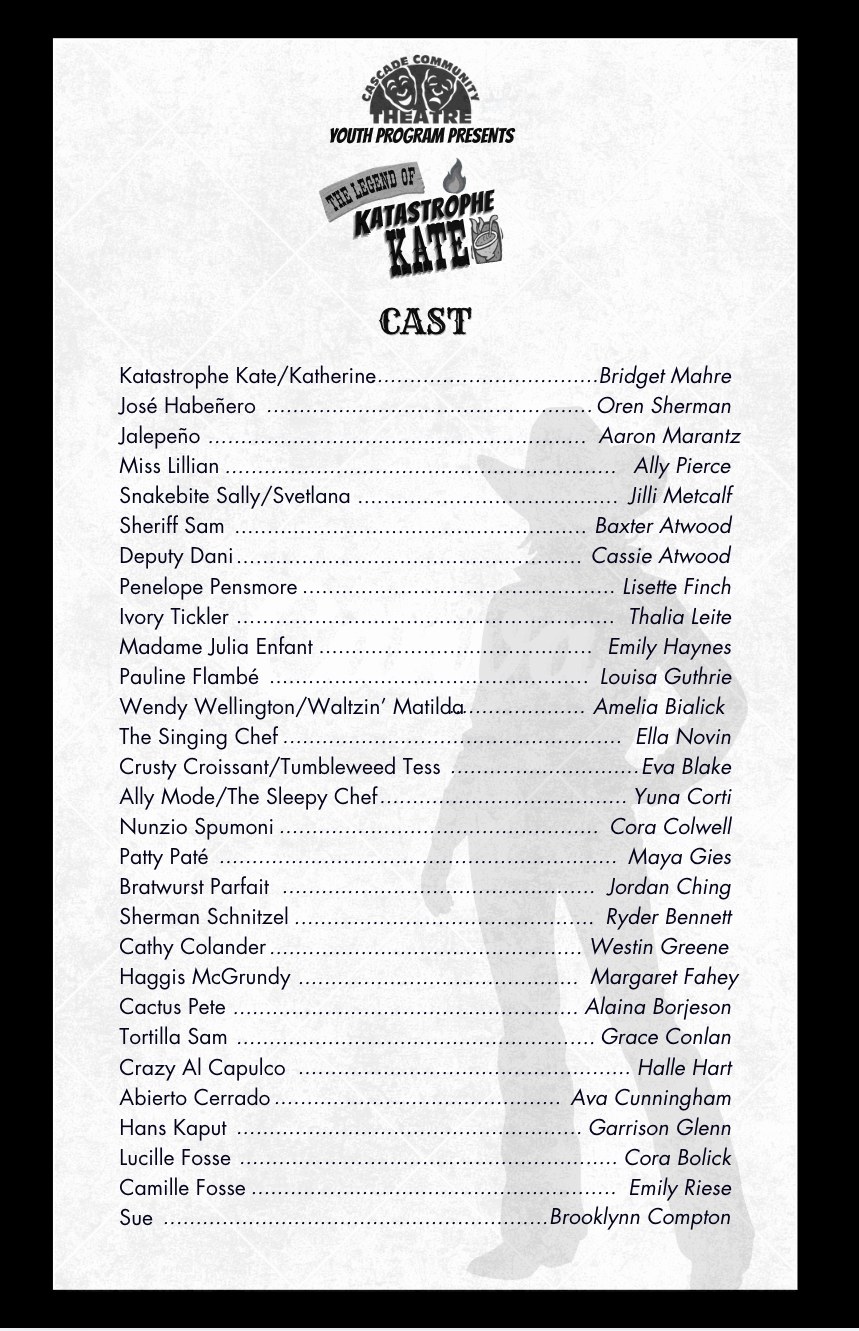 CASCADE COMMUNITY
THEATRE
YOUTH PROGRAM PRESENTS
THE LEGEND OF
KATASTROPHE
KATE
CAST
Katastrophe Kate/Katherine..................................Bridget Mahre
José Habeñero ..................................................Oren Sherman
Jalepeño .......................................................... Aaron Marantz
Miss Lillian ............................................................ Ally Pierce
Snakebite Sally/Svetlana ........................................ Jilli Metcalf
Sheriff Sam ...................................................... Baxter Atwood
Deputy Dani..................................................... Cassie Atwood
Penelope Pensmore ................................................ Lisette Finch
Ivory Tickler .......................................................... Thalia Leite
Madame Julia Enfant .......................................... Emily Haynes
Pauline Flambé ................................................. Louisa Guthrie
Wendy Wellington/Waltzin’ Matilda..................... Amelia Bialick
The Singing Chef .................................................... Ella Novin
Crusty Croissant/Tumbleweed Tess .............................Eva Blake
Ally Mode/The Sleepy Chef...................................... Yuna Corti
Nunzio Spumoni ................................................. Cora Colwell
Patty Paté ............................................................. Maya Gies
Bratwurst Parfait ................................................ Jordan Ching
Sherman Schnitzel .............................................. Ryder Bennett
Cathy Colander ................................................ Westin Greene
Haggis McGrundy ........................................... Margaret Fahey
Cactus Pete ..................................................... Alaina Borjeson
Tortilla Sam ....................................................... Grace Conlan
Crazy Al Capulco ................................................... Halle Hart
Abierto Cerrado ............................................ Ava Cunningham
Hans Kaput ..................................................... Garrison Glenn
Lucille Fosse .......................................................... Cora Bolick
Camille Fosse ........................................................ Emily Riese
Sue ...........................................................Brooklynn Compton